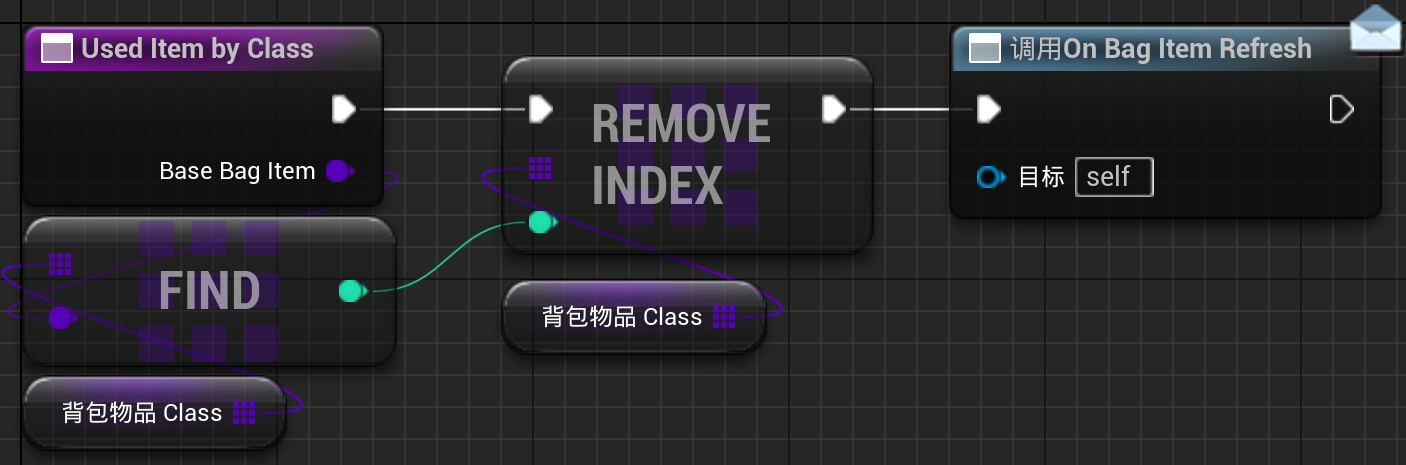 Used Item by Class
Base Bag Item
FIND
背包物品 Class
REMOVE
INDEX
背包物品 Class
调用On Bag Item Refresh
目标 self